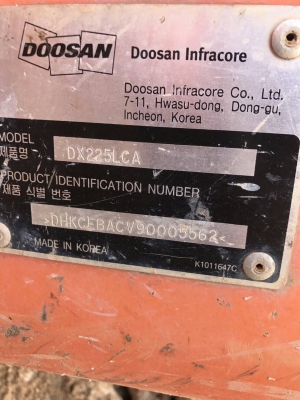 DOOSAN Doosan Infracore
Doosan Infracore Co., Ltd.
7-11, Hwasu-dong, Dong-gu,
Incheon, Korea
MODEL
제품명 DX225LCA
PRODUCT/IDENTIFICATION NUMBER
제품 식별 번호
>DHKCEBACV90005562<
MADE IN KOREA
K1011647C